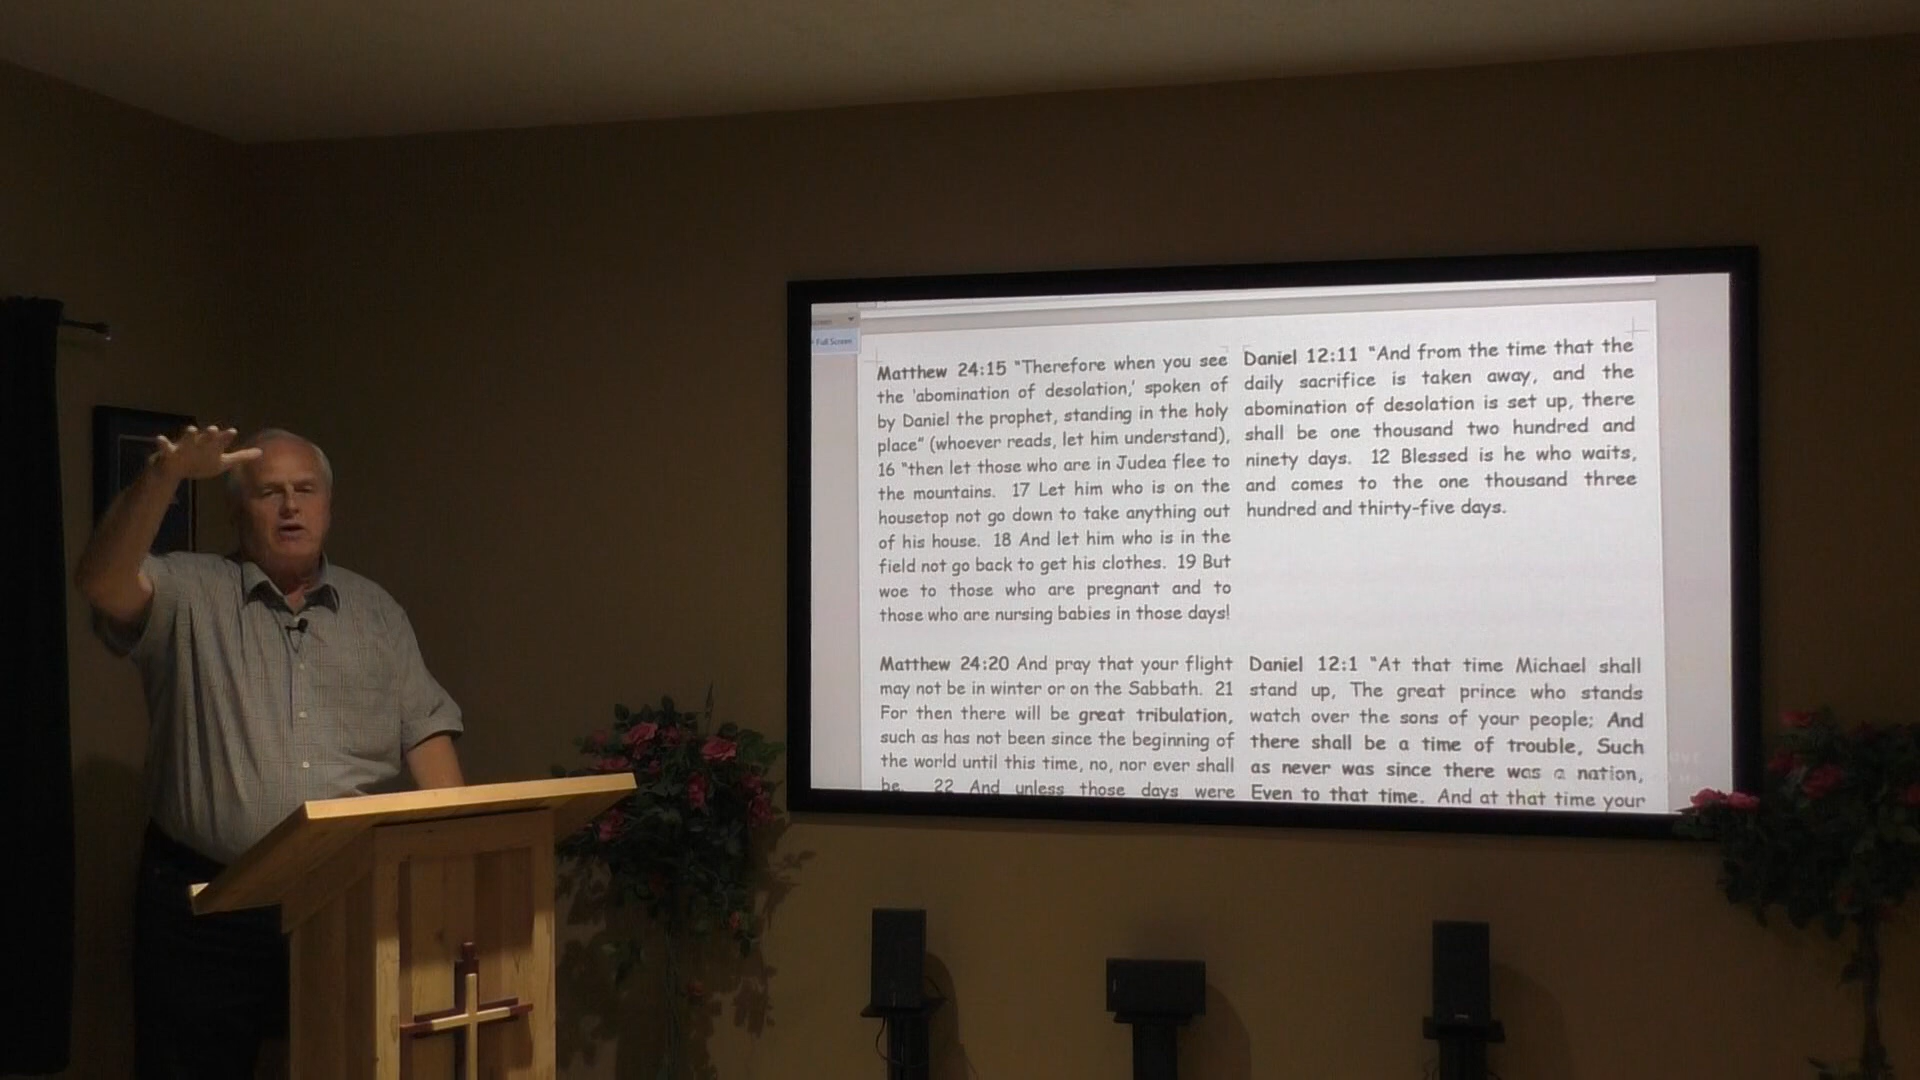 Full Screen
Matthew 24:15 "Therefore when you see
the 'abomination of desolation,' spoken of
by Daniel the prophet, standing in the holy
place" (whoever reads, let him understand),
16 "then let those who are in Judea flee to
the mountains. 17 Let him who is on the
housetop not go down to take anything out
of his house. 18 And let him who is in the
field not go back to get his clothes. 19 But
woe to those who are pregnant and to
those who are nursing babies in those days!
Daniel 12:11 "And from the time that the
daily sacrifice is taken away, and the
abomination of desolation is set up, there
shall be one thousand two hundred and
ninety days. 12 Blessed is he who waits,
and comes to the one thousand three
hundred and thirty-five days.
Matthew 24:20 And pray that your flight
may not be in winter or on the Sabbath. 21
For then there will be great tribulation,
such as has not been since the beginning of
the world until this time, no, nor ever shall
be. 22 And unless those days were
Daniel 12:1 "At that time Michael shall
stand up, The great prince who stands
watch over the sons of your people; And
there shall be a time of trouble, Such
as never was since there was a nation,
Even to that time. And at that time your